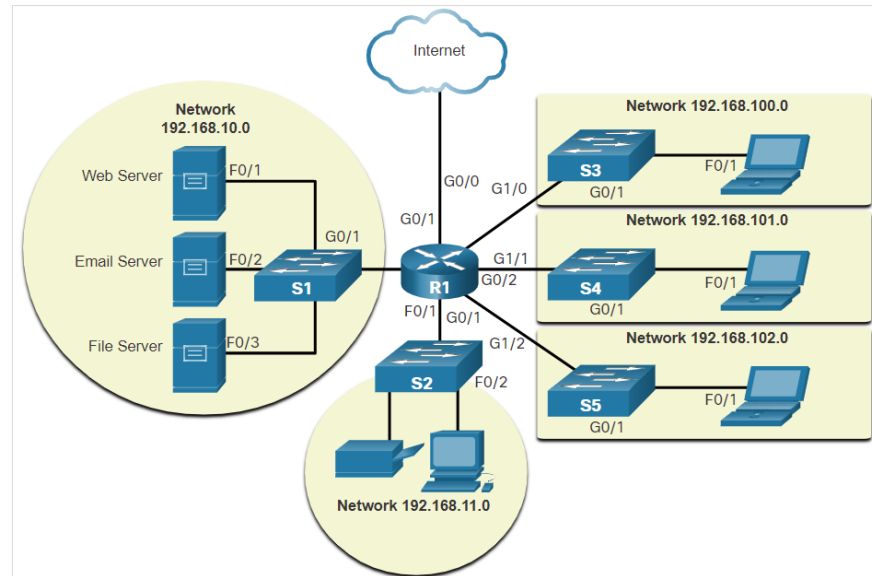 Internet
Network
192.168.10.0
Web Server
F0/1
Email Server
F0/2
File Server
F0/3
G0/1
S1
G0/0
G0/1
G1/0
R1
G1/1
G0/2
F0/1
G0/1
G1/2
S2
F0/2
Network 192.168.11.0
Network 192.168.100.0
S3
F0/1
G0/1
Network 192.168.101.0
S4
F0/1
G0/1
Network 192.168.102.0
S5
F0/1
G0/1